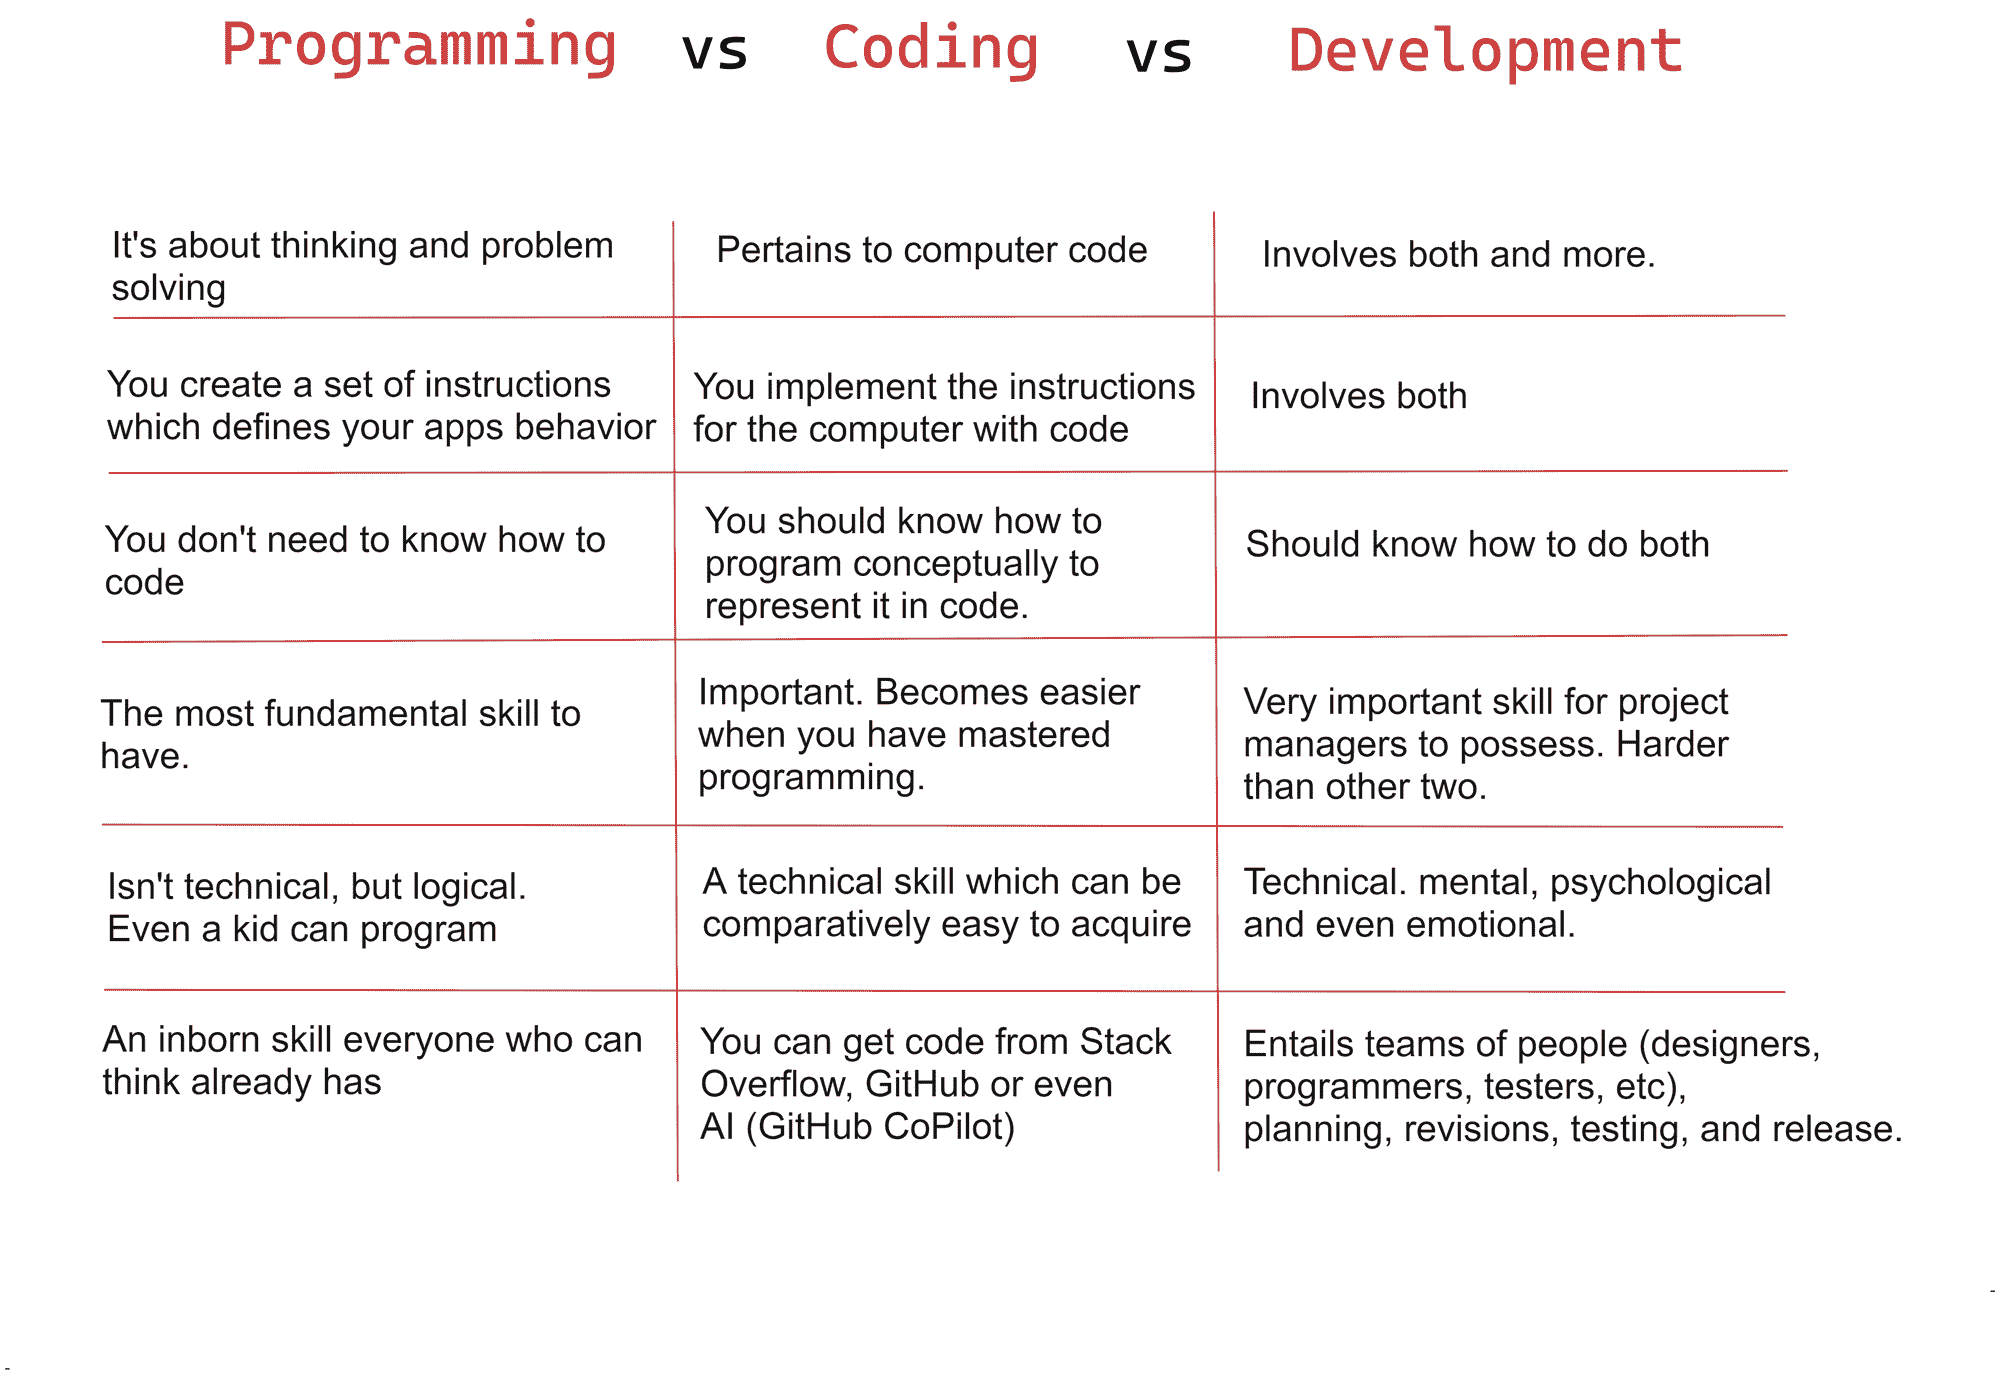 Programming vs Coding vs Development
It's about thinking and problem
solving
Pertains to computer code
Involves both and more.
You create a set of instructions
which defines your apps behavior
You implement the instructions
for the computer with code
Involves both
You don't need to know how to
code
You should know how to
program conceptually to
represent it in code.
Should know how to do both
The most fundamental skill to
have.
Important. Becomes easier
when you have mastered
programming.
Very important skill for project
managers to possess. Harder
than other two.
Isn't technical, but logical.
Even a kid can program
A technical skill which can be
comparatively easy to acquire
Technical. mental, psychological
and even emotional.
An inborn skill everyone who can
think already has
You can get code from Stack
Overflow, GitHub or even
AI (GitHub CoPilot)
Entails teams of people (designers,
programmers, testers, etc),
planning, revisions, testing, and release.